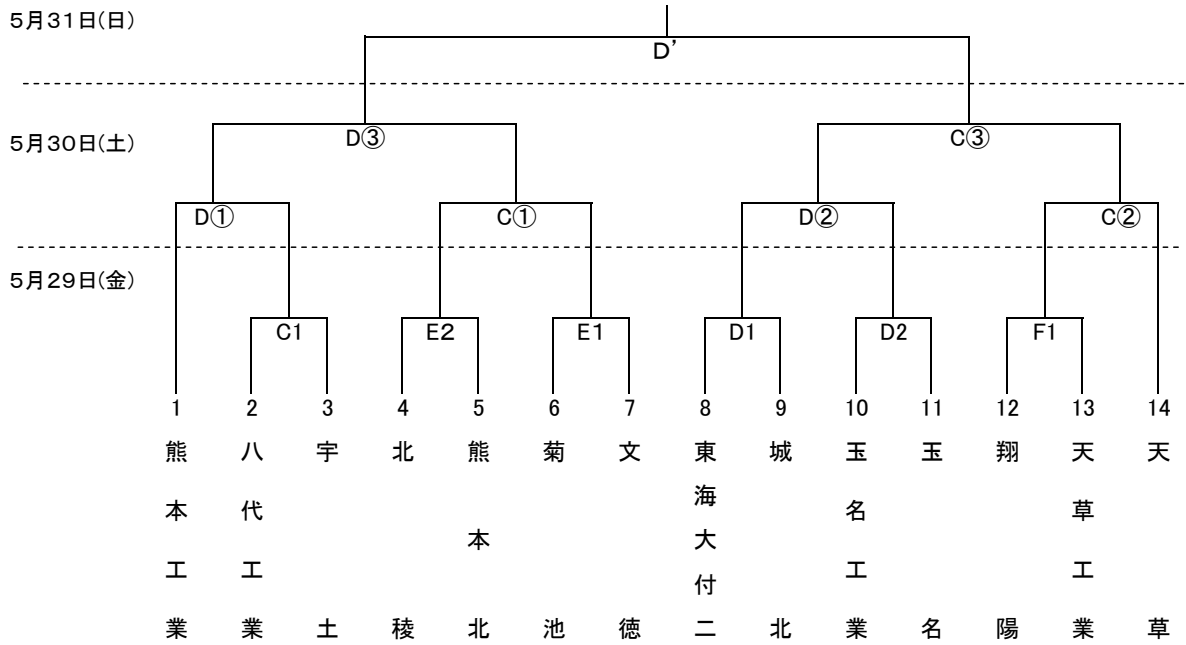 5月31日(日)
D’
5月30日(土)
D③
C③
D①
C①
D②
C②
5月29日(金)
C1
E2
E1
D1
D2
F1
1 2 3 4 5 6 7 8 9 10 11 12 13 14
熊本工業
八代工業
宇土
北稜
熊本北
菊池
文徳
東海大付二
城北
玉名工業
玉名
翔陽
天草工業
天草